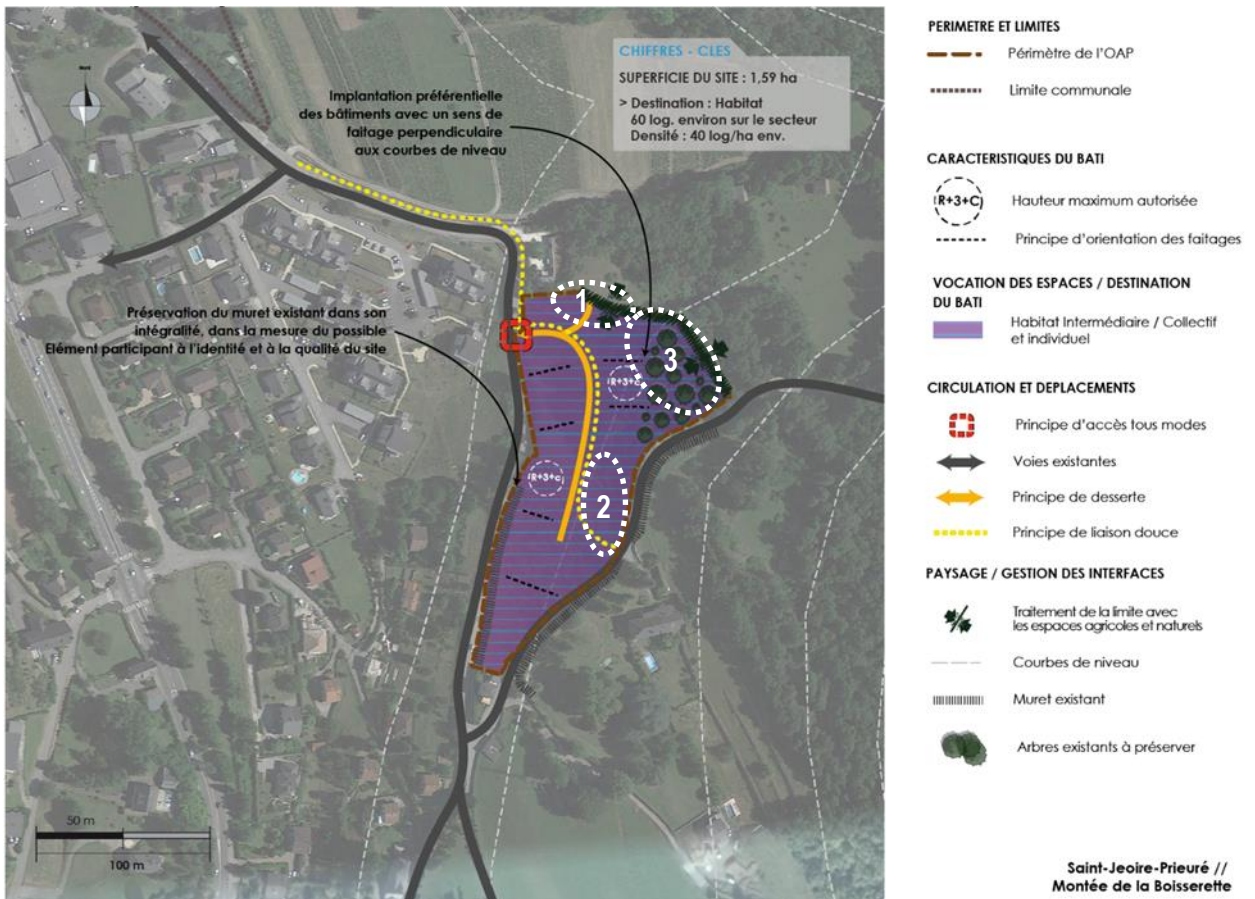 CHIFFRES - CLES
SUPERFICIE DU SITE : 1,59 ha
> Destination : Habitat
60 log. environ sur le secteur
Densité : 40 log/ha env.
Nord
Implantation préférentielle
des bâtiments avec un sens de
faitage perpendiculaire
aux courbes de niveau
Préservation du muret existant dans son
intégralité, dans la mesure du possible
Elément participant à l'identité et à la qualité du site
1
3
(R+3+c)
(R+3+c)
2
50 m
100 m
PERIMETRE ET LIMITES
Périmètre de l'OAP
Limite communale
CARACTERISTIQUES DU BATI
(R+3+C)
Hauteur maximum autorisée
Principe d'orientation des faitages
VOCATION DES ESPACES / DESTINATION
DU BATI
Habitat Intermédiaire / Collectif
et individuel
CIRCULATION ET DEPLACEMENTS
Principe d'accès tous modes
Voies existantes
Principe de desserte
Principe de liaison douce
PAYSAGE / GESTION DES INTERFACES
Traitement de la limite avec
les espaces agricoles et naturels
Courbes de niveau
Muret existant
Arbres existants à préserver
Saint-Jeoire-Prieuré //
Montée de la Boisserette